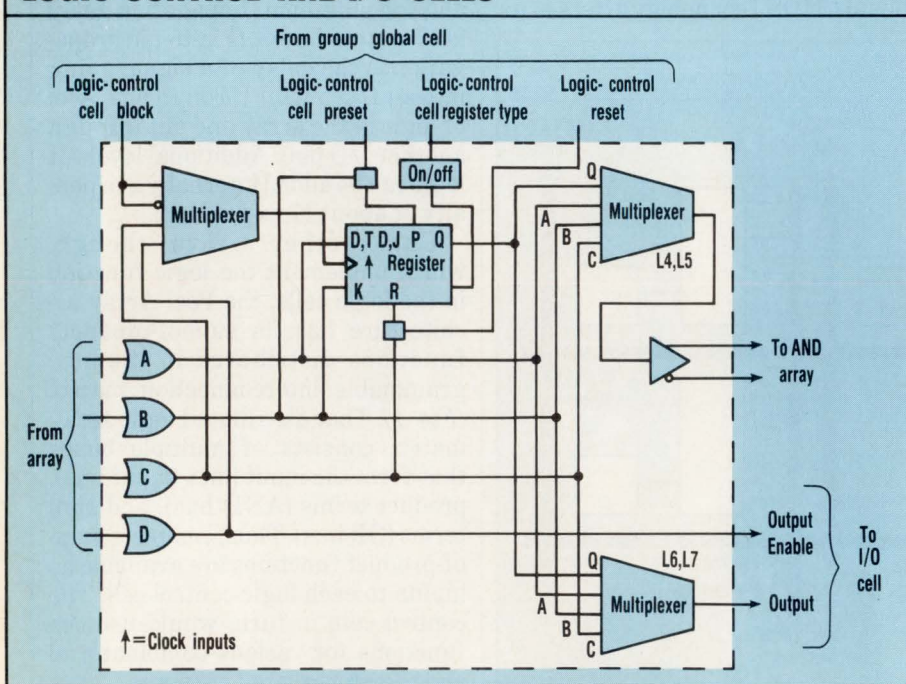 From group global cell
Logic-control cell block
Logic-control cell preset
Logic-control cell register type
Logic-control reset
On/off
Multiplexer
D,T D,J P Q
Register
K R
Q
A
B
C
Multiplexer
L4,L5
From array
A
B
C
D
To AND array
Output Enable
Output
To I/O cell
L6,L7
Q
A
B
C
Multiplexer
=Clock inputs